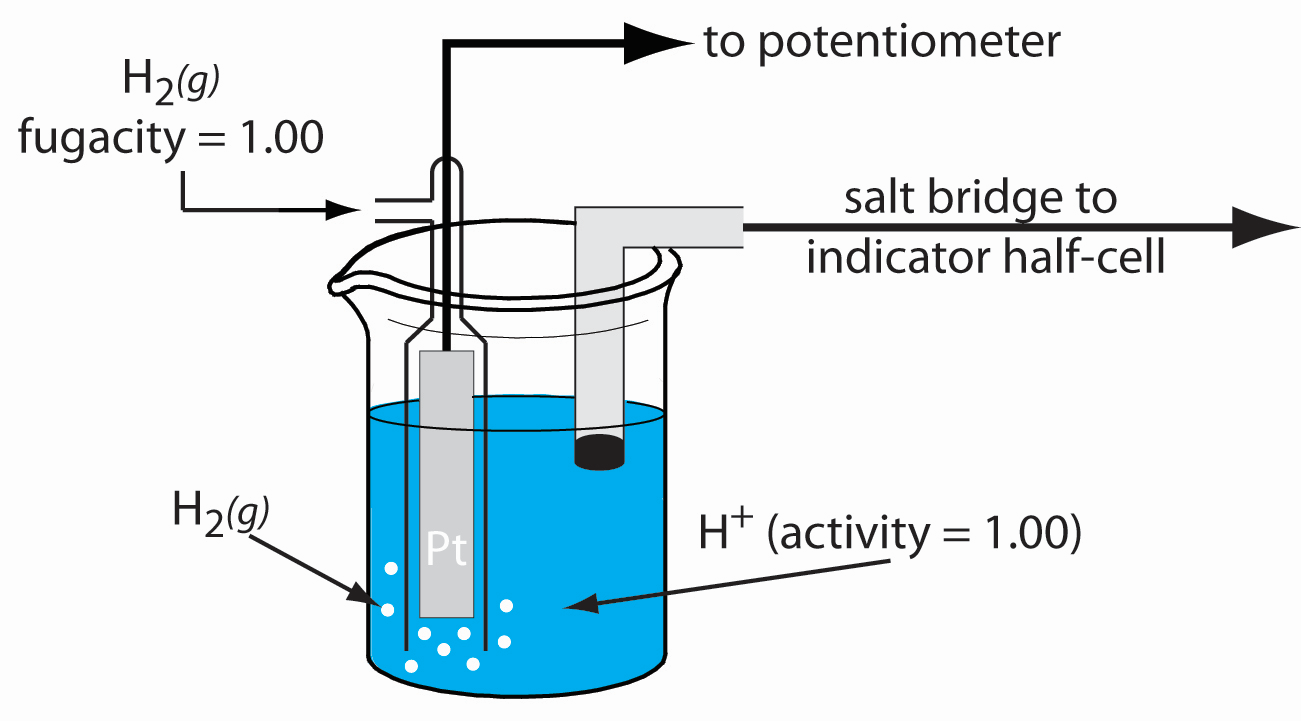 to potentiometer
H₂(g)
fugacity = 1.00
salt bridge to
indicator half-cell
H₂(g)
Pt
H⁺ (activity = 1.00)